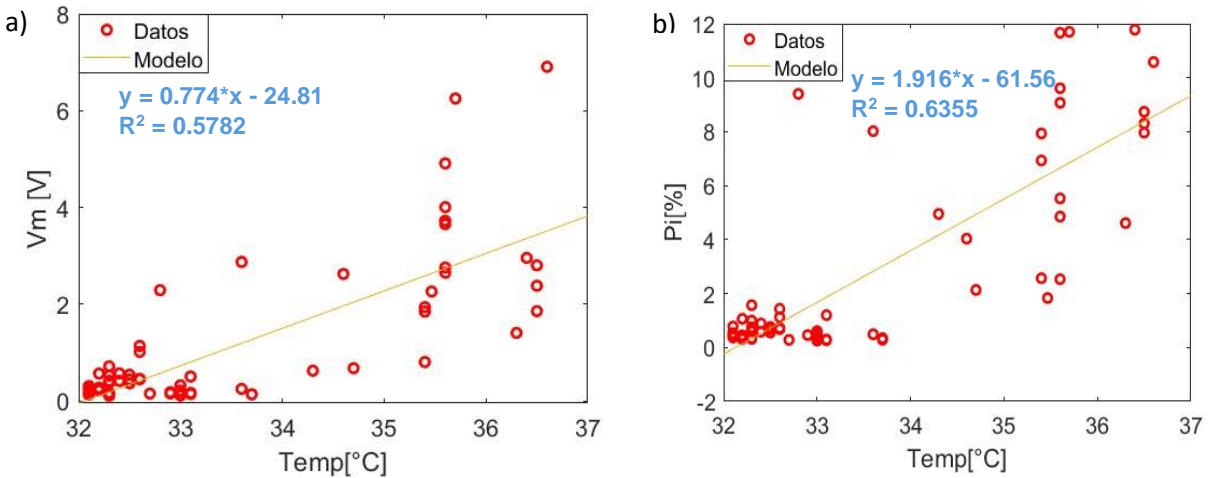 a)
8
6
4
2
0
Vm [V]
Datos
Modelo
y = 0.774*x - 24.81
R² = 0.5782
32 33 34 35 36 37
Temp[°C]
b)
12
10
8
6
4
2
0
-2
Pi[%]
Datos
Modelo
y = 1.916*x - 61.56
R² = 0.6355
32 33 34 35 36 37
Temp[°C]